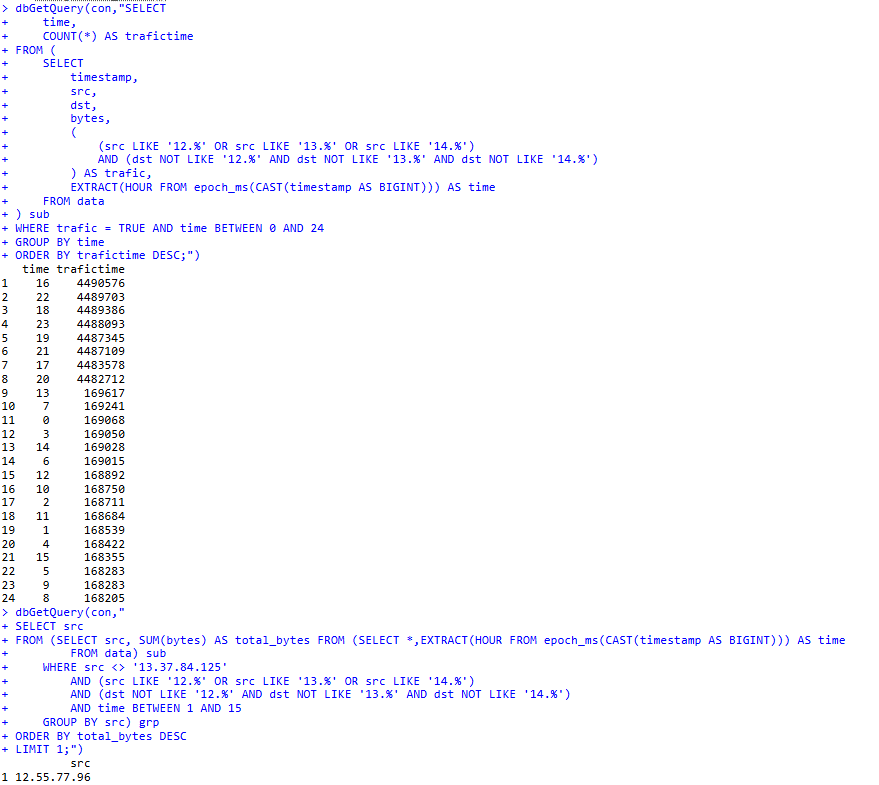 > dbGetQuery(con,"SELECT
+     time,
+     COUNT(*) AS trafictime
+ FROM (
+     SELECT
+         timestamp,
+         src,
+         dst,
+         bytes,
+         (
+             (src LIKE '12.%' OR src LIKE '13.%' OR src LIKE '14.%')
+             AND (dst NOT LIKE '12.%' AND dst NOT LIKE '13.%' AND dst NOT LIKE '14.%')
+         ) AS trafic,
+         EXTRACT(HOUR FROM epoch_ms(CAST(timestamp AS BIGINT))) AS time
+     FROM data
+ ) sub
+ WHERE trafic = TRUE AND time BETWEEN 0 AND 24
+ GROUP BY time
+ ORDER BY trafictime DESC;")
   time trafictime
1    16    4490576
2    22    4489703
3    18    4489386
4    23    4488093
5    19    4487345
6    21    4487109
7    17    4483578
8    20    4482712
9    13     169617
10    7     169241
11    0     169068
12    3     169050
13   14     169028
14    6     169015
15   12     168892
16   10     168750
17    2     168711
18   11     168684
19    1     168539
20    4     168422
21   15     168355
22    5     168283
23    9     168283
24    8     168205
> dbGetQuery(con,"
+ SELECT src
+ FROM (SELECT src, SUM(bytes) AS total_bytes FROM (SELECT *,EXTRACT(HOUR FROM epoch_ms(CAST(timestamp AS BIGINT))) AS time
+         FROM data) sub
+     WHERE src <> '13.37.84.125'
+         AND (src LIKE '12.%' OR src LIKE '13.%' OR src LIKE '14.%')
+         AND (dst NOT LIKE '12.%' AND dst NOT LIKE '13.%' AND dst NOT LIKE '14.%')
+         AND time BETWEEN 1 AND 15
+     GROUP BY src) grp
+ ORDER BY total_bytes DESC
+ LIMIT 1;")
          src
1 12.55.77.96